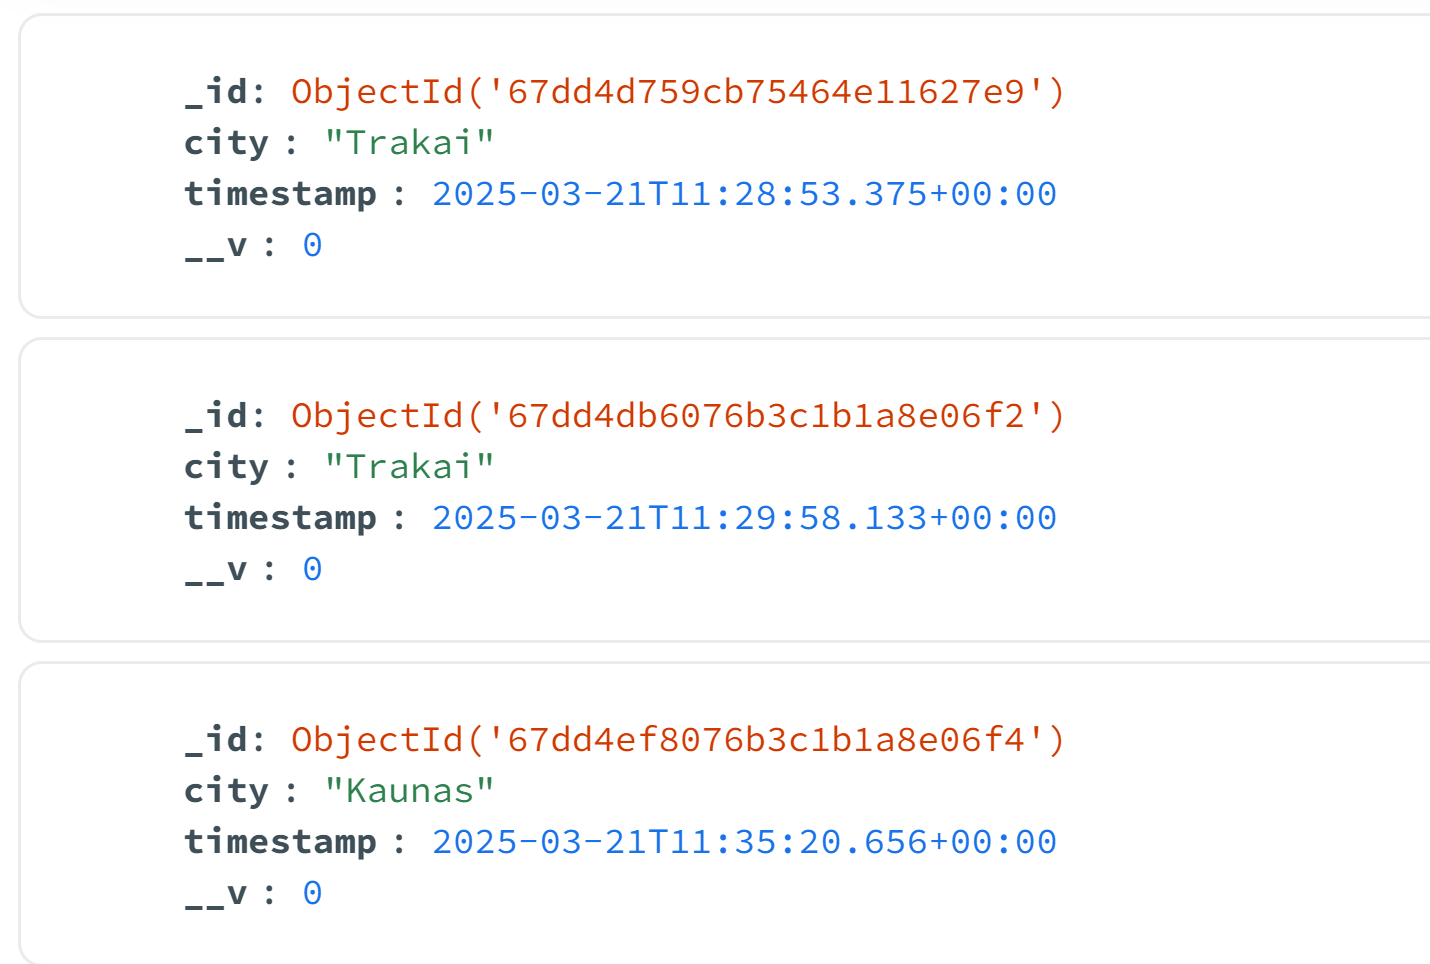 _id: ObjectId('67dd4d759cb75464e11627e9')
city : "Trakai"
timestamp : 2025-03-21T11:28:53.375+00:00
__v : 0
_id: ObjectId('67dd4db6076b3c1b1a8e06f2')
city : "Trakai"
timestamp : 2025-03-21T11:29:58.133+00:00
__v : 0
_id: ObjectId('67dd4ef8076b3c1b1a8e06f4')
city : "Kaunas"
timestamp : 2025-03-21T11:35:20.656+00:00
__v : 0